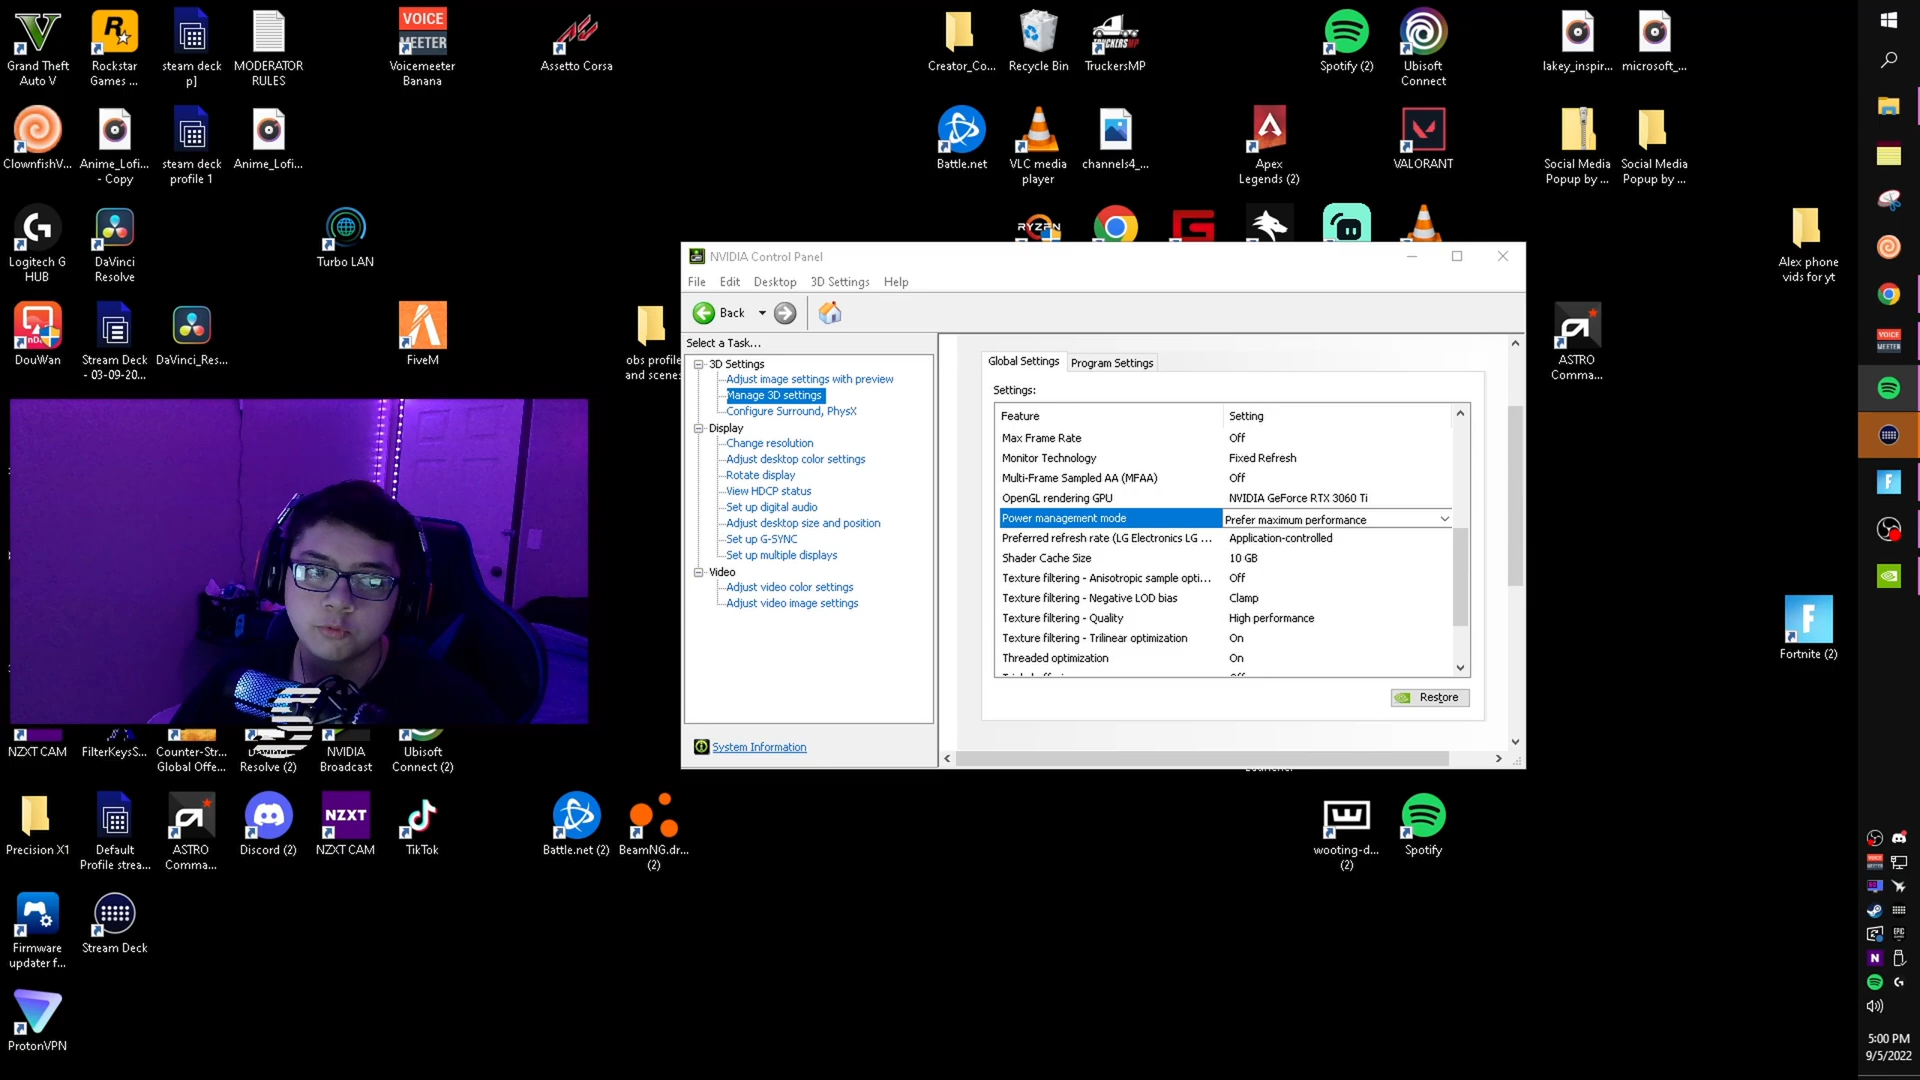 Grand Theft
Auto V
Rockstar
Games ...
steam deck
p]
MODERATOR
RULES
VOICE
MEETER
Voicemeeter
Banana
Assetto Corsa
Creator_Co...
Recycle Bin
TRUCKERSMP
TruckersMP
Spotify (2)
Ubisoft
Connect
lakey_inspir...
microsoft_...
ClownfishV...
Anime_Lofi...
- Copy
steam deck
profile 1
Anime_Lofi...
Battle.net
VLC media
player
channels4_...
Apex
Legends (2)
VALORANT
Social Media
Popup by ...
Social Media
Popup by ...
Logitech G
HUB
DaVinci
Resolve
Turbo LAN
RYZEN
Alex phone
vids for yt
DouWan
Stream Deck
- 03-09-20...
DaVinci_Res...
FiveM
obs profile
and scene
ASTRO
Comma...
NVIDIA Control Panel
File
Edit
Desktop
3D Settings
Help
Back
Select a Task...
3D Settings
Adjust image settings with preview
Manage 3D settings
Configure Surround, PhysX
Display
Change resolution
Adjust desktop color settings
Rotate display
View HDCP status
Set up digital audio
Adjust desktop size and position
Set up G-SYNC
Set up multiple displays
Video
Adjust video color settings
Adjust video image settings
System Information
Global Settings
Program Settings
Settings:
Feature
Setting
Max Frame Rate
Off
Monitor Technology
Fixed Refresh
Multi-Frame Sampled AA (MFAA)
Off
OpenGL rendering GPU
NVIDIA GeForce RTX 3060 Ti
Power management mode
Prefer maximum performance
Preferred refresh rate (LG Electronics LG ...
Application-controlled
Shader Cache Size
10 GB
Texture filtering - Anisotropic sample opti...
Off
Texture filtering - Negative LOD bias
Clamp
Texture filtering - Quality
High performance
Texture filtering - Trilinear optimization
On
Threaded optimization
On
Restore
Fortnite (2)
NZXT CAM
FilterKeysS...
Counter-Str...
Global Offe...
DaVinci
Resolve (2)
NVIDIA
Broadcast
Ubisoft
Connect (2)
Precision X1
Default
Profile strea...
ASTRO
Comma...
Discord (2)
NZXT
NZXT CAM
TikTok
Battle.net (2)
BeamNG.dr...
(2)
wooting-d...
(2)
Spotify
Firmware
updater f...
Stream Deck
ProtonVPN
VOICE
MEETER
5:00 PM
9/5/2022